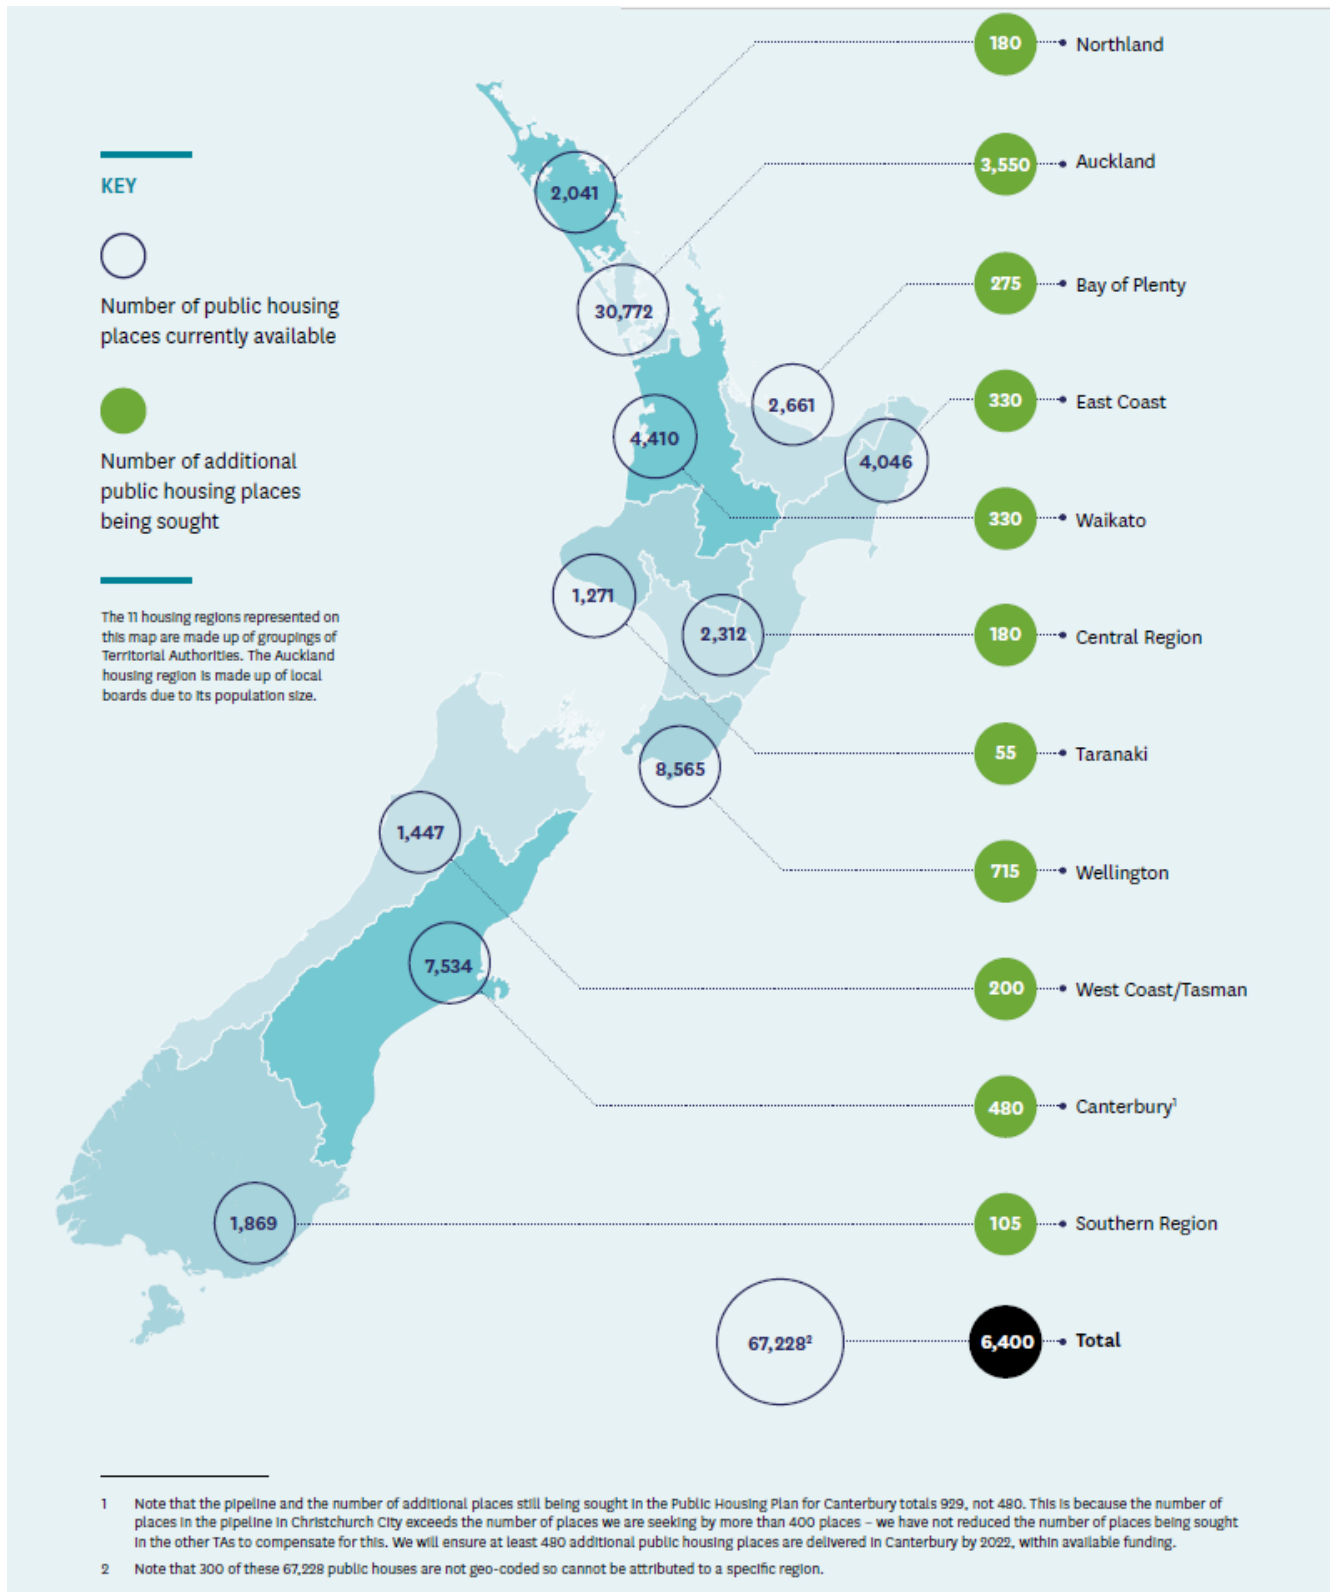 180 Northland
3,550 Auckland
KEY
2,041
Number of public housing
places currently available
30,772
275 Bay of Plenty
2,661
330 East Coast
4,410
4,046
Number of additional
public housing places
being sought
330 Waikato
1,271
The 11 housing regions represented on
this map are made up of groupings of
Territorial Authorities. The Auckland
housing region is made up of local
boards due to its population size.
2,312
180 Central Region
55 Taranaki
8,565
1,447
715 Wellington
7,534
200 West Coast/Tasman
480 Canterbury¹
1,869
105 Southern Region
67,228² 6,400 Total
1 Note that the pipeline and the number of additional places still being sought in the Public Housing Plan for Canterbury totals 929, not 480. This is because the number of
places in the pipeline in Christchurch City exceeds the number of places we are seeking by more than 400 places – we have not reduced the number of places being sought
in the other TAs to compensate for this. We will ensure at least 480 additional public housing places are delivered in Canterbury by 2022, within available funding.
2 Note that 300 of these 67,228 public houses are not geo-coded so cannot be attributed to a specific region.